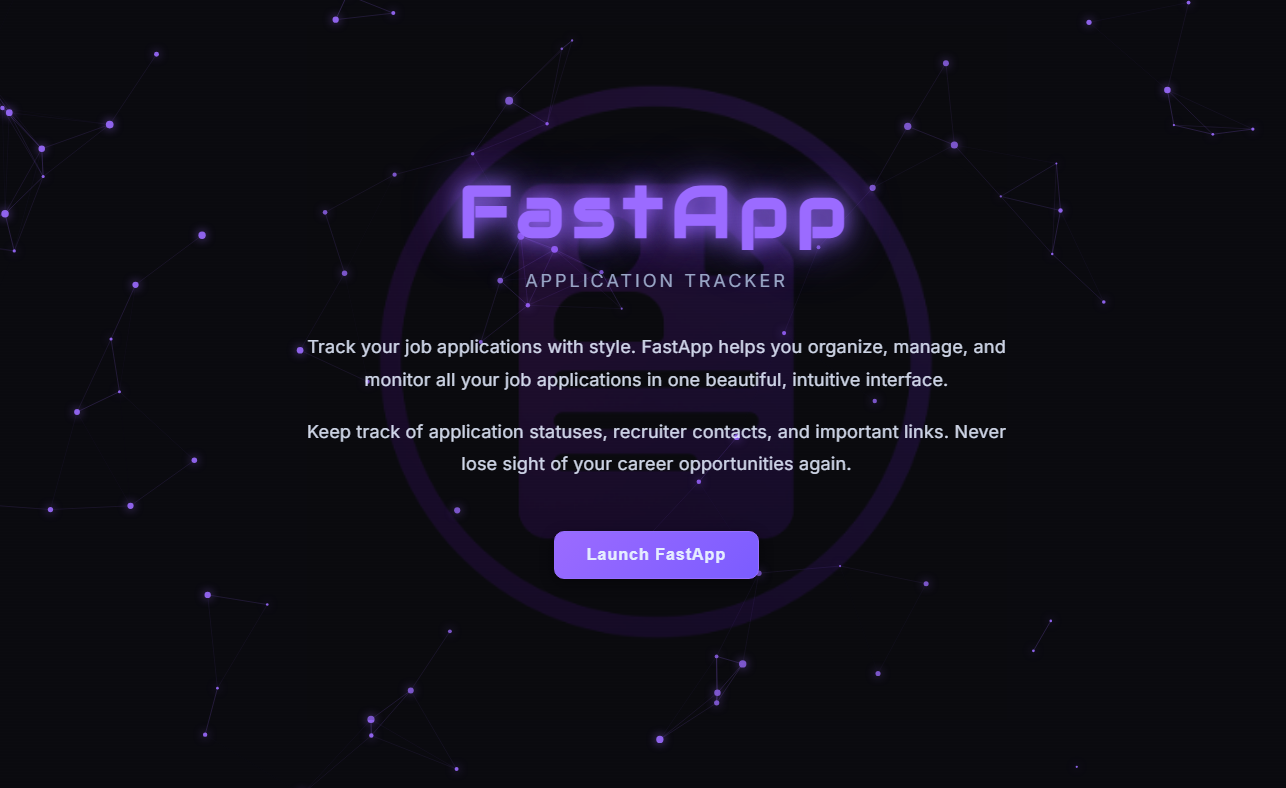 FastApp
APPLICATION TRACKER
Track your job applications with style. FastApp helps you organize, manage, and
monitor all your job applications in one beautiful, intuitive interface.
Keep track of application statuses, recruiter contacts, and important links. Never
lose sight of your career opportunities again.
Launch FastApp